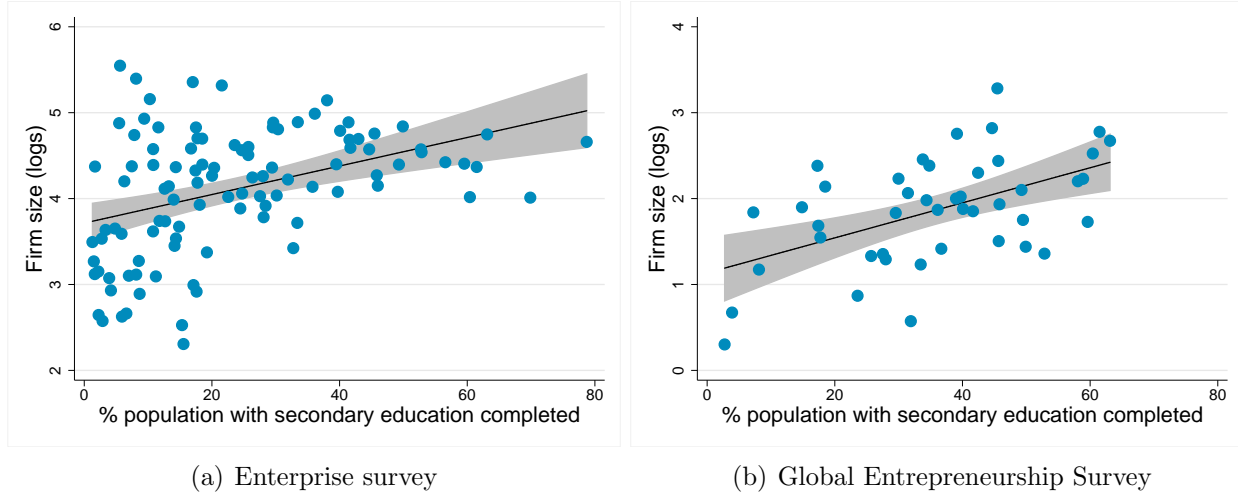 6
5
4
3
2
Firm size (logs)
0 20 40 60 80
% population with secondary education completed
(a) Enterprise survey
4
3
2
1
0
Firm size (logs)
0 20 40 60 80
% population with secondary education completed
(b) Global Entrepreneurship Survey